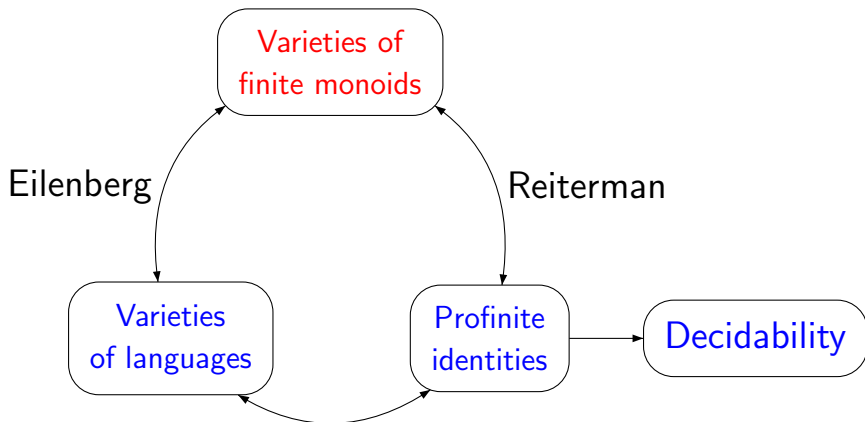 Varieties of
finite monoids
Eilenberg
Reiterman
Varieties
of languages
Profinite
identities
Decidability